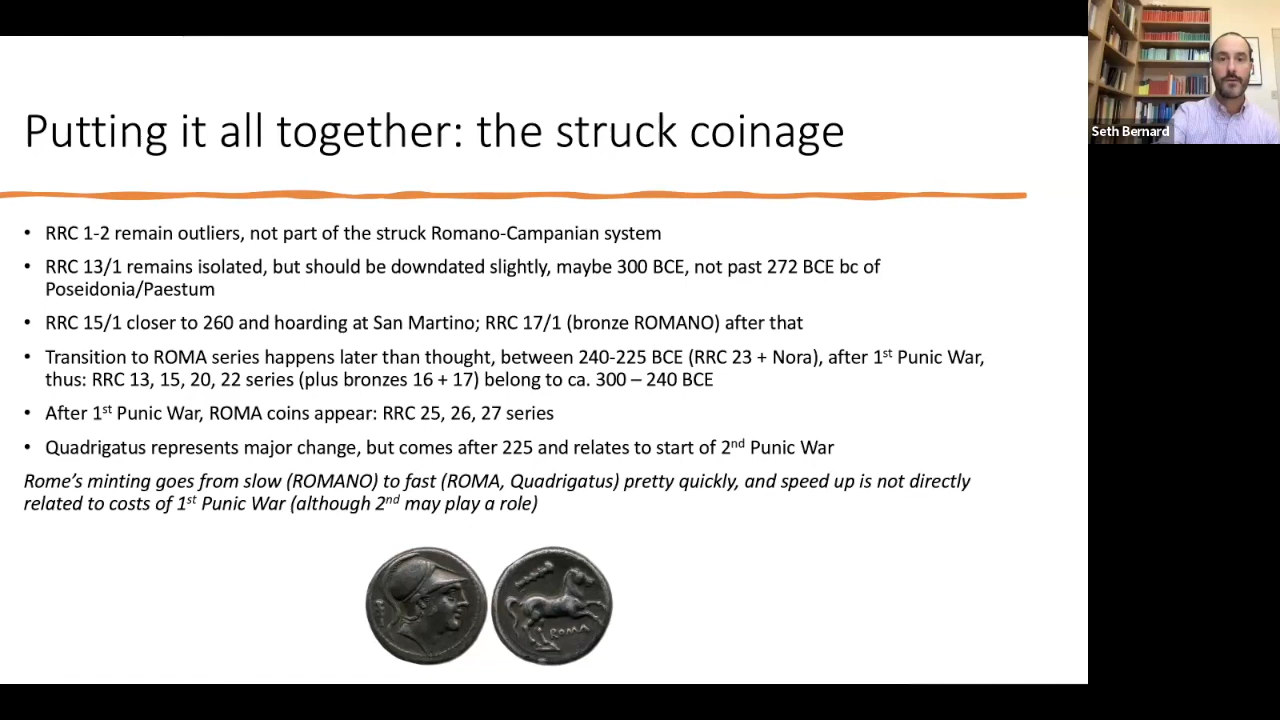 Putting it all together: the struck coinage
• RRC 1-2 remain outliers, not part of the struck Romano-Campanian system
• RRC 13/1 remains isolated, but should be downdated slightly, maybe 300 BCE, not past 272 BCE bc of
Poseidonia/Paestum
• RRC 15/1 closer to 260 and hoarding at San Martino; RRC 17/1 (bronze ROMANO) after that
• Transition to ROMA series happens later than thought, between 240-225 BCE (RRC 23 + Nora), after 1st Punic War,
thus: RRC 13, 15, 20, 22 series (plus bronzes 16 + 17) belong to ca. 300 – 240 BCE
• After 1st Punic War, ROMA coins appear: RRC 25, 26, 27 series
• Quadrigatus represents major change, but comes after 225 and relates to start of 2nd Punic War
Rome's minting goes from slow (ROMANO) to fast (ROMA, Quadrigatus) pretty quickly, and speed up is not directly
related to costs of 1st Punic War (although 2nd may play a role)
ROMA
Seth Bernard